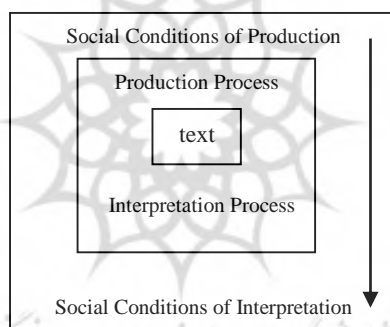 Social Conditions of Production
Production Process
text
Interpretation Process
Social Conditions of Interpretation